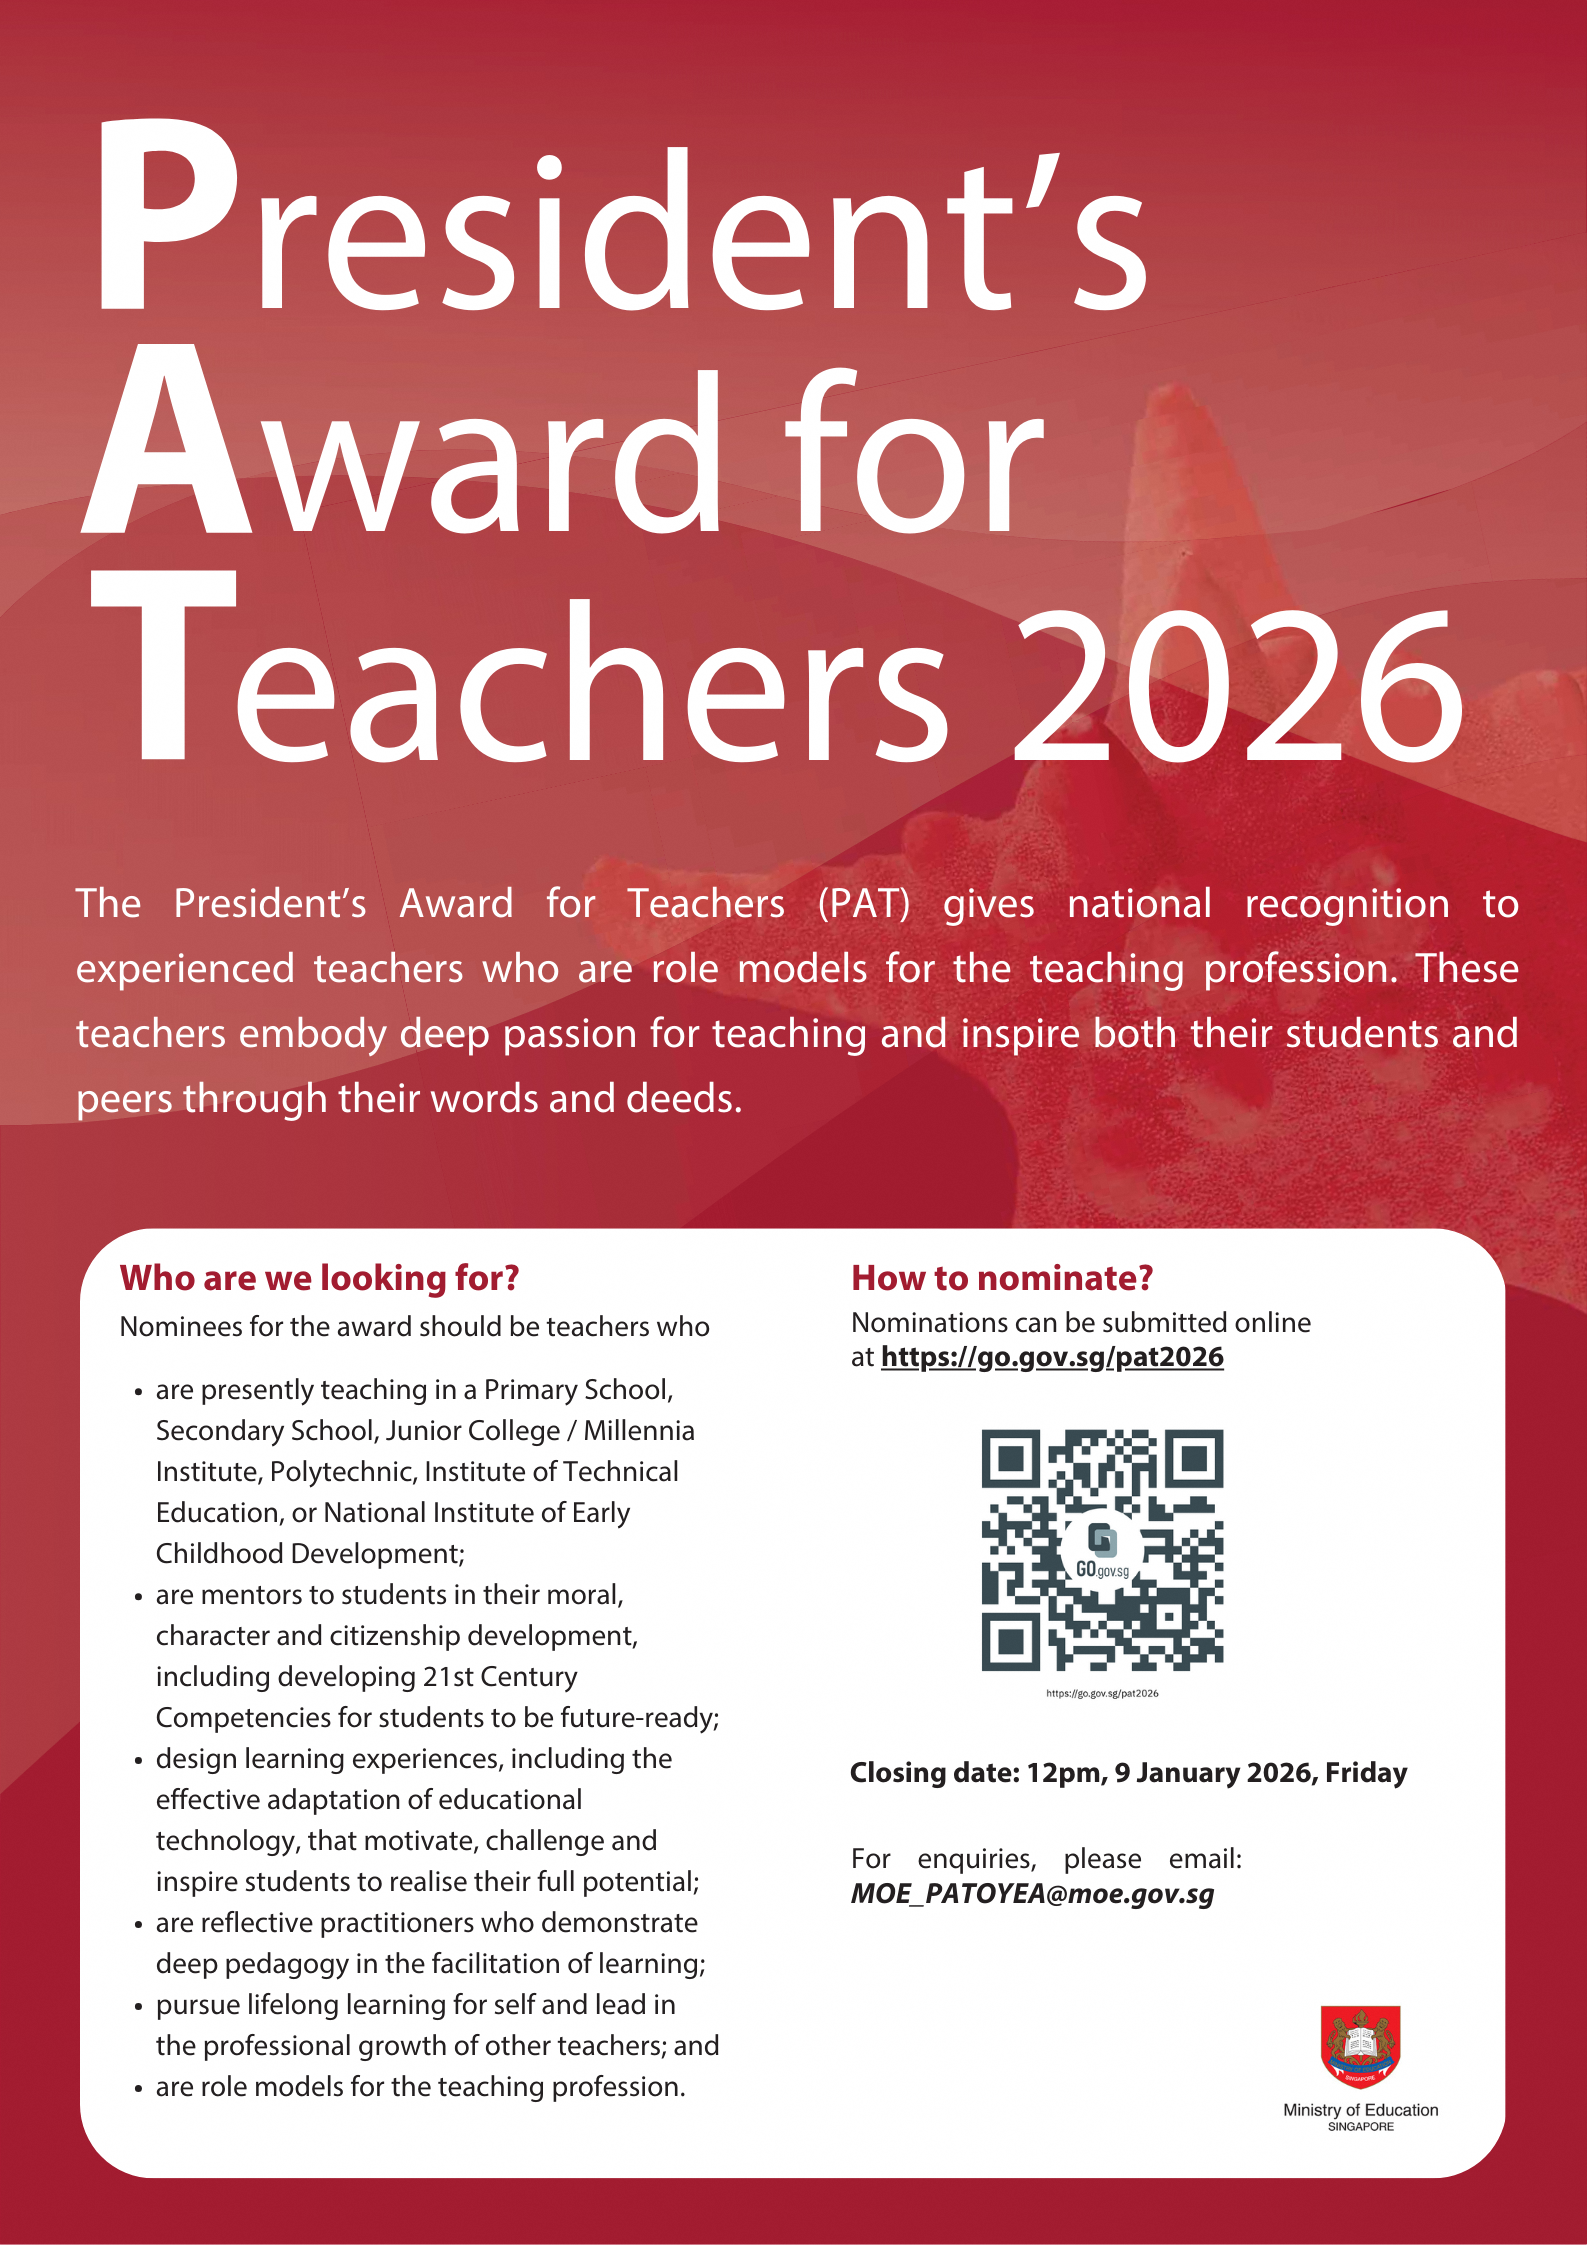 President's
Award for
Teachers 2026
The President's Award for Teachers (PAT) gives national recognition to
experienced teachers who are role models for the teaching profession. These
teachers embody deep passion for teaching and inspire both their students and
peers through their words and deeds.
Who are we looking for?
Nominees for the award should be teachers who
• are presently teaching in a Primary School,
Secondary School, Junior College / Millennia
Institute, Polytechnic, Institute of Technical
Education, or National Institute of Early
Childhood Development;
• are mentors to students in their moral,
character and citizenship development,
including developing 21st Century
Competencies for students to be future-ready;
• design learning experiences, including the
effective adaptation of educational
technology, that motivate, challenge and
inspire students to realise their full potential;
• are reflective practitioners who demonstrate
deep pedagogy in the facilitation of learning;
• pursue lifelong learning for self and lead in
the professional growth of other teachers; and
• are role models for the teaching profession.
How to nominate?
Nominations can be submitted online
at https://go.gov.sg/pat2026
GO.gov.sg
https://go.gov.sg/pat2026
Closing date: 12pm, 9 January 2026, Friday
For enquiries, please email:
MOE_PATOYEA@moe.gov.sg
SINGAPORE
Ministry of Education
SINGAPORE